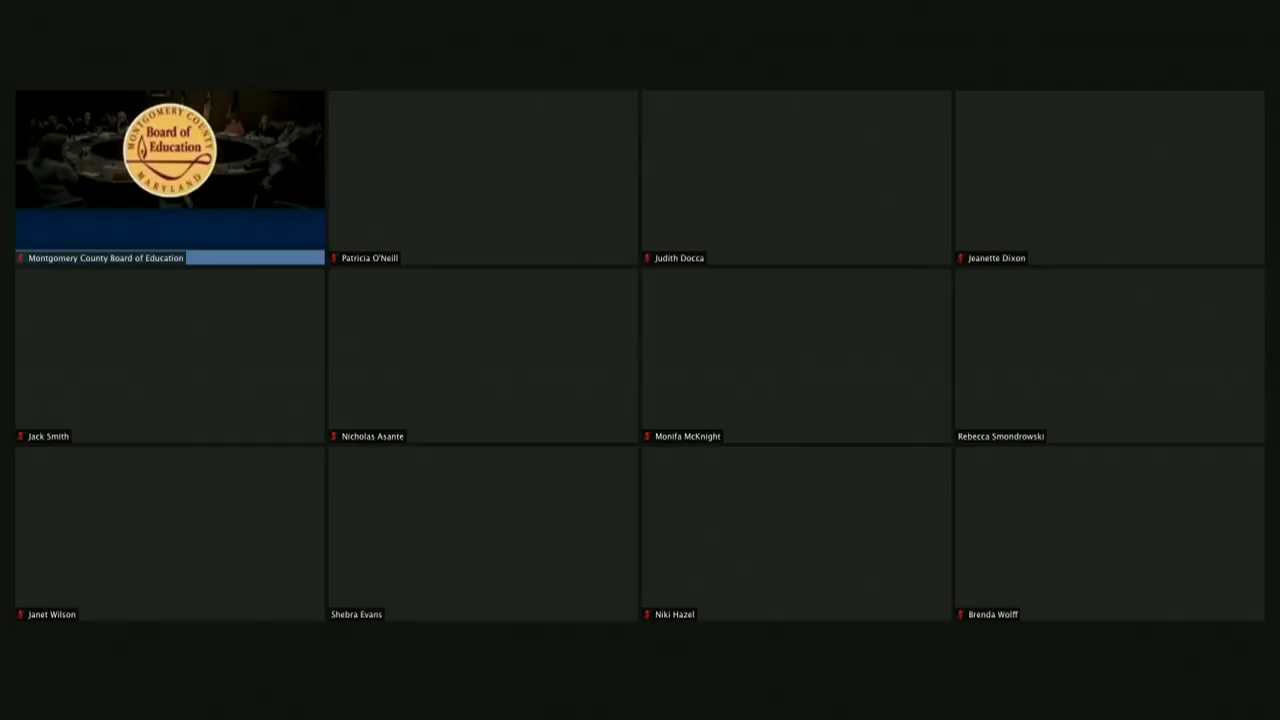 MONTGOMERY COUNTY
Board of
Education
MARYLAND
Montgomery County Board of Education
Patricia O'Neill
Judith Docca
Jeanette Dixon
Jack Smith
Nicholas Asante
Monifa McKnight
Rebecca Smondrowski
Janet Wilson
Shebra Evans
Niki Hazel
Brenda Wolff